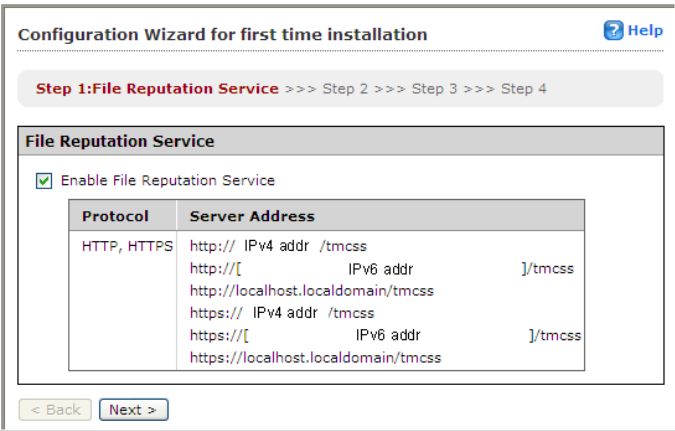 Configuration Wizard for first time installation
Help
Step 1:File Reputation Service >>> Step 2 >>> Step 3 >>> Step 4
File Reputation Service
Enable File Reputation Service
Protocol Server Address
HTTP, HTTPS http:// IPv4 addr /tmcss
http://[ IPv6 addr ]/tmcss
http://localhost.localdomain/tmcss
https:// IPv4 addr /tmcss
https://[ IPv6 addr ]/tmcss
https://localhost.localdomain/tmcss
< Back Next >